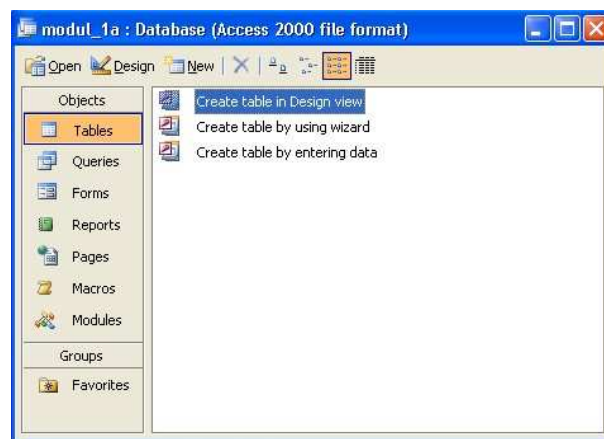 modul_1a : Database (Access 2000 file format)
Open Design New
Objects
Tables
Queries
Forms
Reports
Pages
Macros
Modules
Groups
Favorites
Create table in Design view
Create table by using wizard
Create table by entering data